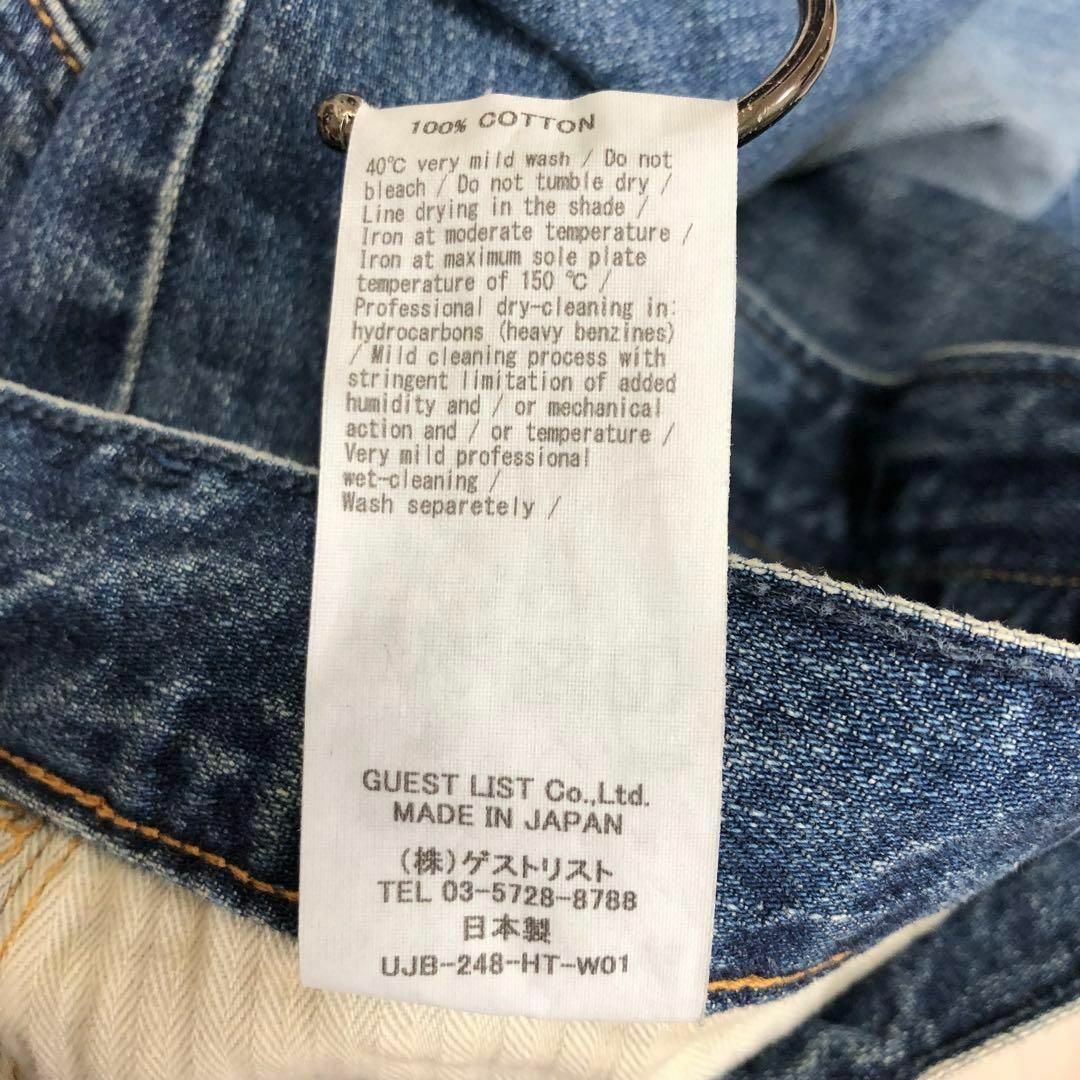 100% COTTON
40℃ very mild wash / Do not
bleach / Do not tumble dry /
Line drying in the shade /
Iron at moderate temperature /
Iron at maximum sole plate
temperature of 150 ℃ /
Professional dry-cleaning in:
hydrocarbons (heavy benzines)
/ Mild cleaning process with
stringent limitation of added
humidity and / or mechanical
action and / or temperature /
Very mild professional
wet-cleaning /
Wash separetely /
GUEST LIST Co.,Ltd.
MADE IN JAPAN
(株)ゲストリスト
TEL 03-5728-8788
日本製
UJB-248-HT-W01